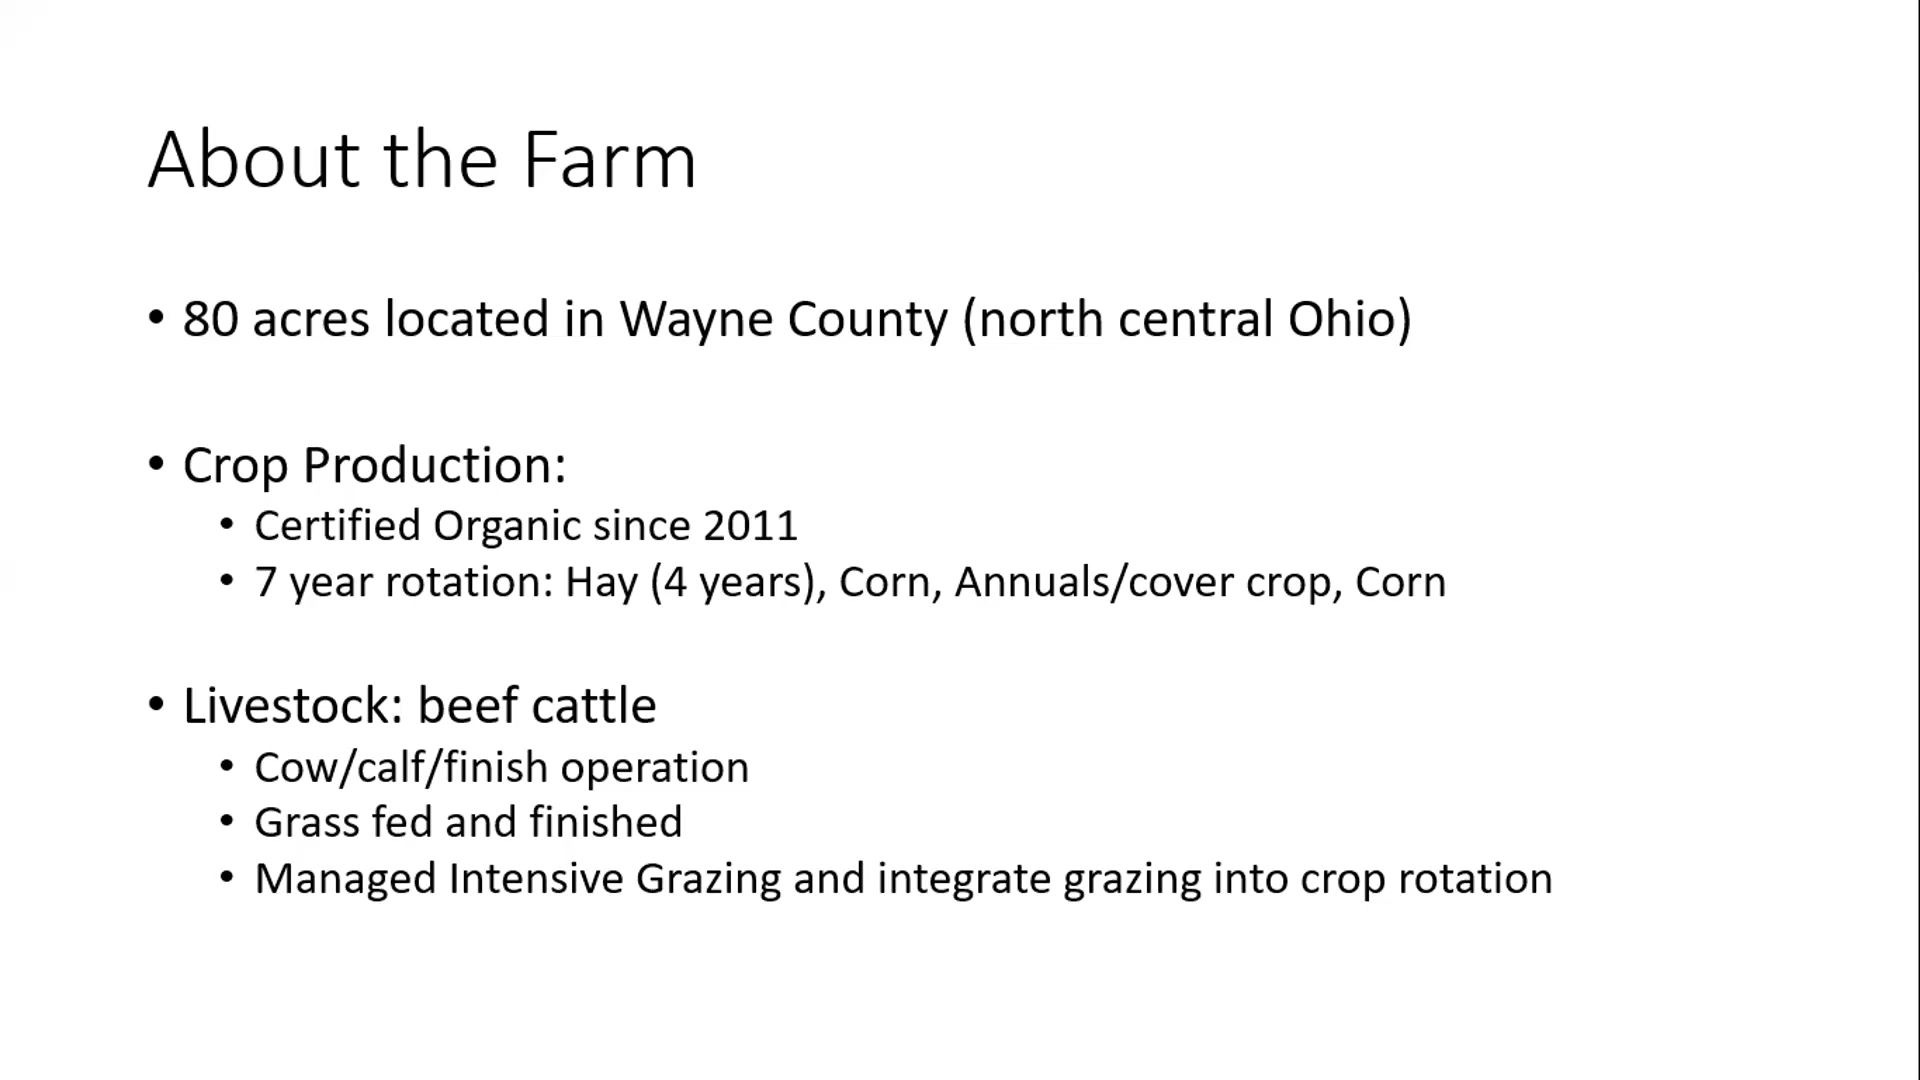 About the Farm
• 80 acres located in Wayne County (north central Ohio)
• Crop Production:
• Certified Organic since 2011
• 7 year rotation: Hay (4 years), Corn, Annuals/cover crop, Corn
• Livestock: beef cattle
• Cow/calf/finish operation
• Grass fed and finished
• Managed Intensive Grazing and integrate grazing into crop rotation